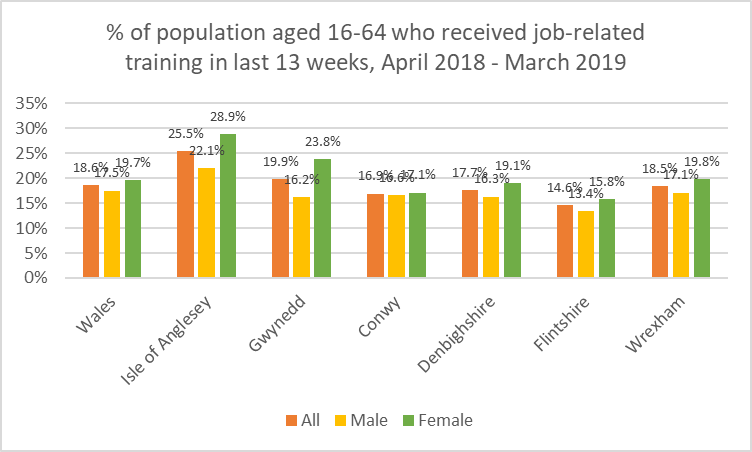 % of population aged 16-64 who received job-related
training in last 13 weeks, April 2018 - March 2019
35%
30%
25%
20%
15%
10%
5%
0%
18.6%
17.5%
19.7%
25.5%
22.1%
28.9%
19.9%
16.2%
23.8%
16.9%
16.6%
17.1%
17.7%
16.3%
19.1%
14.6%
13.4%
15.8%
18.5%
17.1%
19.8%
Wales
Isle of Anglesey
Gwynedd
Conwy
Denbighshire
Flintshire
Wrexham
All Male Female